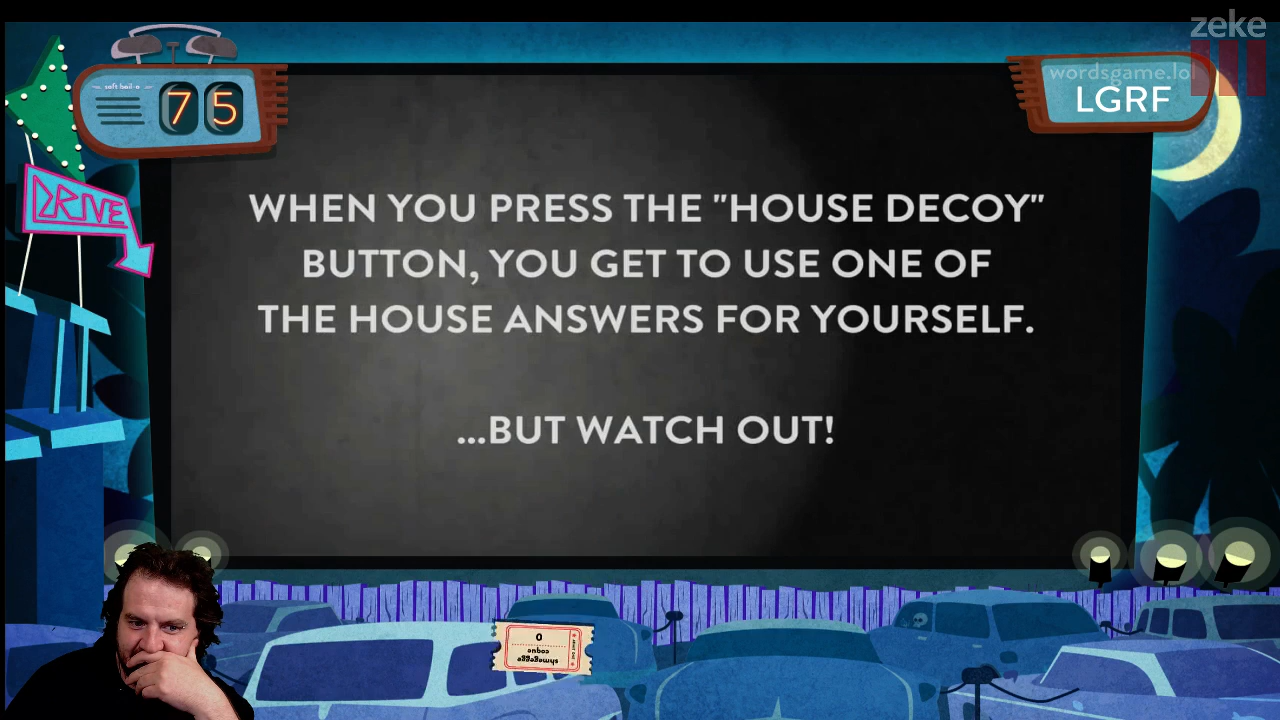 zeke
wordsgame.lol
LGRF
75
DRIVE
WHEN YOU PRESS THE "HOUSE DECOY"
BUTTON, YOU GET TO USE ONE OF
THE HOUSE ANSWERS FOR YOURSELF.
...BUT WATCH OUT!
0